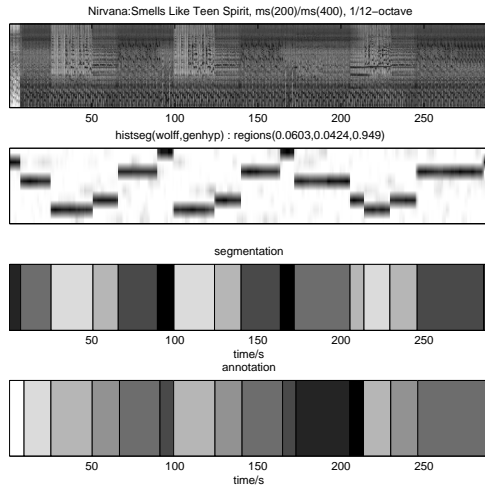 Nirvana:Smells Like Teen Spirit, ms(200)/ms(400), 1/12−octave
50 100 150 200 250
histseg(wolff,genhyp) : regions(0.0603,0.0424,0.949)
segmentation
50 100 150 200 250
time/s
annotation
50 100 150 200 250
time/s